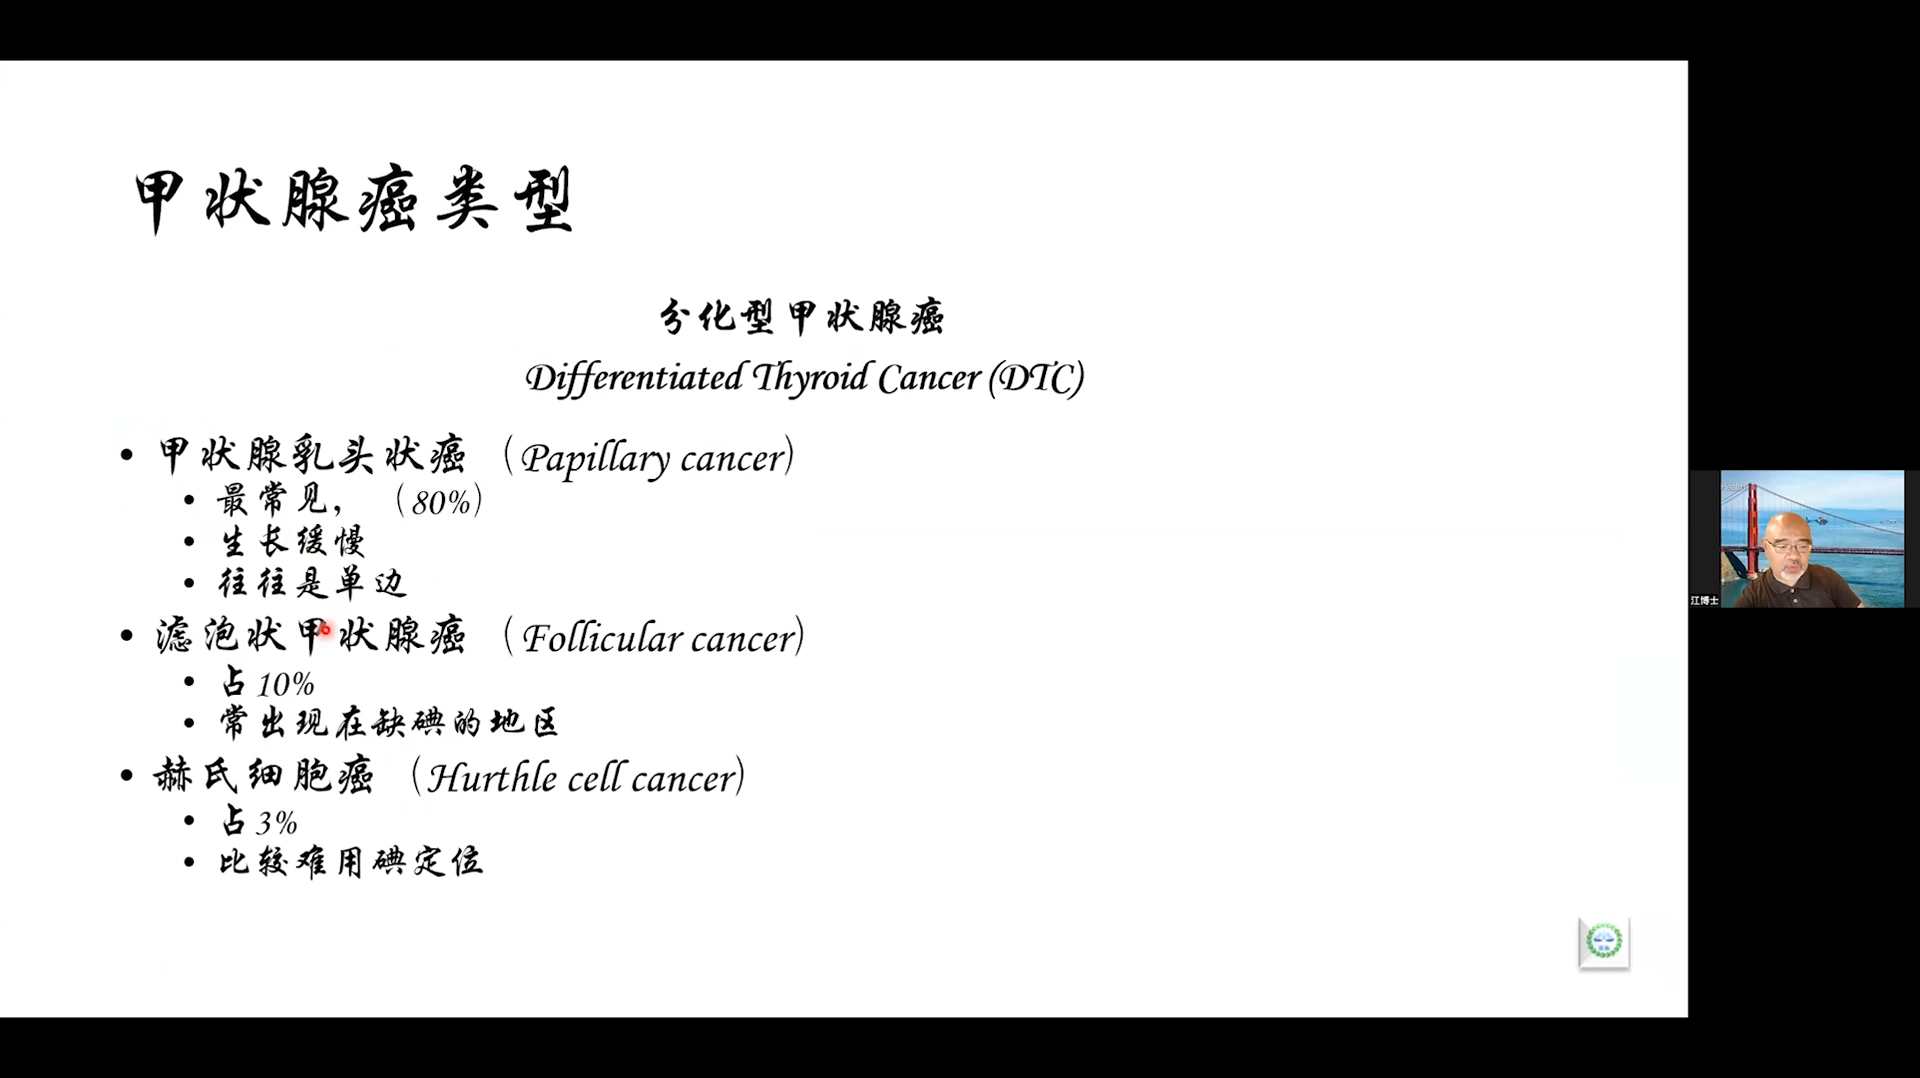 甲状腺癌类型
分化型甲状腺癌
Differentiated Thyroid Cancer (DTC)
• 甲状腺乳头状癌 （Papillary cancer）
• 最常见， （80%）
• 生长缓慢
• 往往是单边
• 滤泡状甲状腺癌 （Follicular cancer）
• 占10%
• 常出现在缺碘的地区
• 赫氏细胞癌 （Hurthle cell cancer）
• 占3%
• 比较难用碘定位
江博士